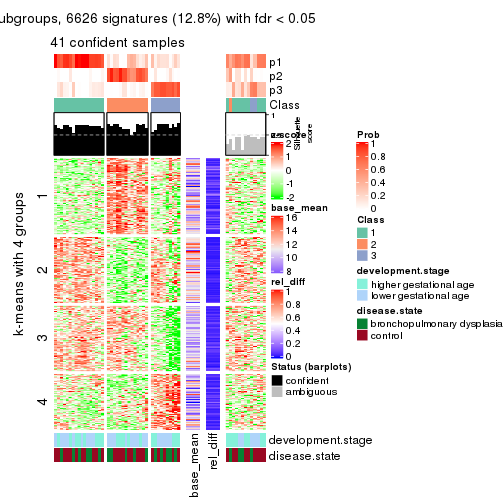 ubgroups, 6626 signatures (12.8%) with fdr < 0.05
41 confident samples
p1
p2
p3
Class
1
Silhouette
score
z-score
2
1
0
-1
-2
base_mean
16
14
12
10
8
rel_diff
1
0.8
0.6
0.4
0.2
0
Status (barplots)
confident
ambiguous
Prob
1
0.8
0.6
0.4
0.2
0
Class
1
2
3
development.stage
higher gestational age
lower gestational age
disease.state
bronchopulmonary dysplasia
control
k-means with 4 groups
1
2
3
4
development.stage
disease.state
base_mean
rel_diff